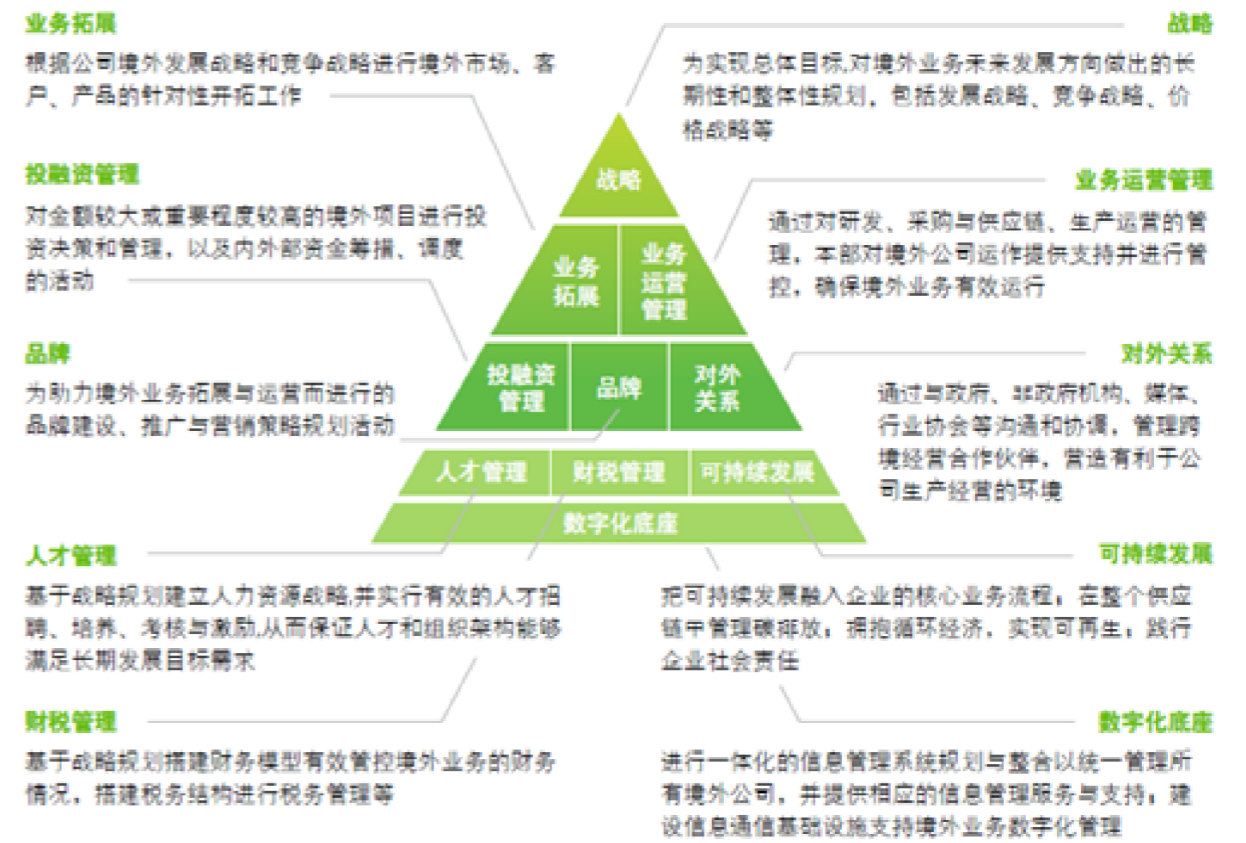 业务拓展
根据公司境外发展战略和竞争战略进行境外市场、客
户、产品的针对性开拓工作
投融资管理
对金额较大或重要程度较高的境外项目进行投
资决策和管理，以及内外部资金筹措、调度
的活动
品牌
为助力境外业务拓展与运营而进行的
品牌建设、推广与营销策略规划活动
人才管理
基于战略规划建立人力资源战略,并实行有效的人才招
聘、培养、考核与激励,从而保证人才和组织架构能够
满足长期发展目标需求
财税管理
基于战略规划搭建财务模型有效管控境外业务的财务
情况，搭建税务结构进行税务管理等
战略
业务
拓展
业务
运营
管理
投融资
管理
品牌
对外
关系
人才管理
财税管理
可持续发展
数字化底座
战略
为实现总体目标,对境外业务未来发展方向做出的长
期性和整体性规划，包括发展战略、竞争战略、价
格战略等
业务运营管理
通过对研发、采购与供应链、生产运营的管
理，本部对境外公司运作提供支持并进行管
控，确保境外业务有效运行
对外关系
通过与政府、非政府机构、媒体、
行业协会等沟通和协调，管理跨
境经营合作伙伴，营造有利于公
司生产经营的环境
可持续发展
把可持续发展融入企业的核心业务流程；在整个供应
链中管理碳排放；拥抱循环经济，实现可再生；践行
企业社会责任
数字化底座
进行一体化的信息管理系统规划与整合以统一管理所
有境外公司，并提供相应的信息管理服务与支持；建
设信息通信基础设施支持境外业务数字化管理